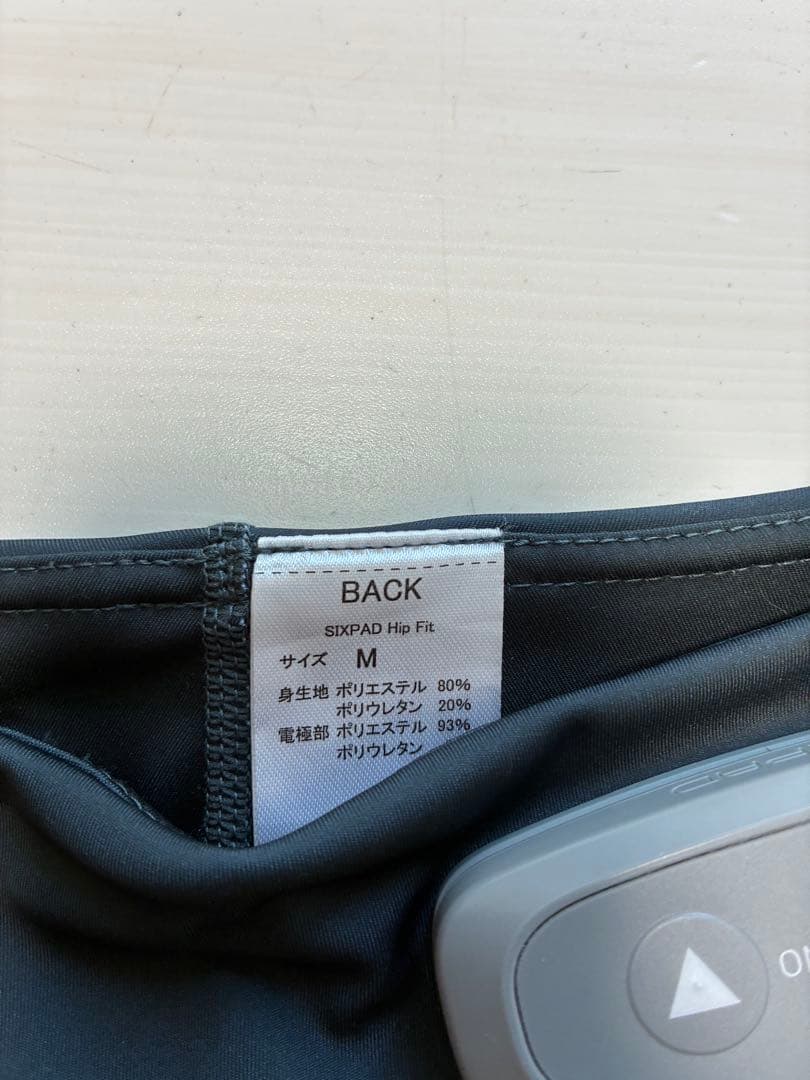 BACK
SIXPAD Hip Fit
サイズ M
身生地 ポリエステル 80%
ポリウレタン 20%
電極部 ポリエステル 93%
ポリウレタン